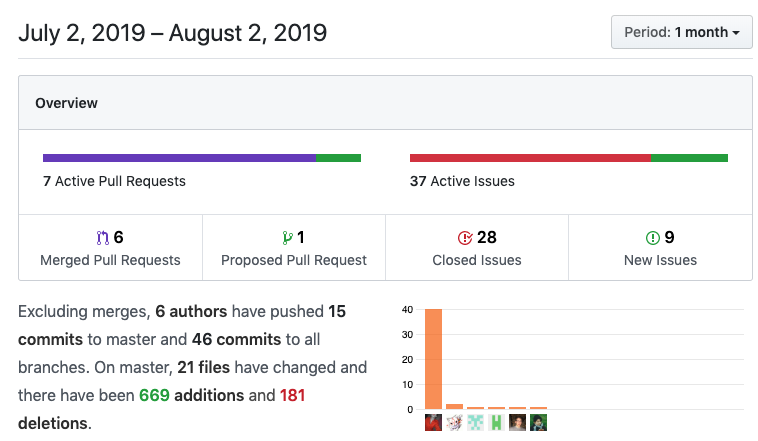 July 2, 2019 – August 2, 2019
Period: 1 month
Overview
7 Active Pull Requests
37 Active Issues
6
Merged Pull Requests
1
Proposed Pull Request
28
Closed Issues
9
New Issues
Excluding merges, 6 authors have pushed 15
commits to master and 46 commits to all
branches. On master, 21 files have changed and
there have been 669 additions and 181
deletions.
40
30
20
10
0